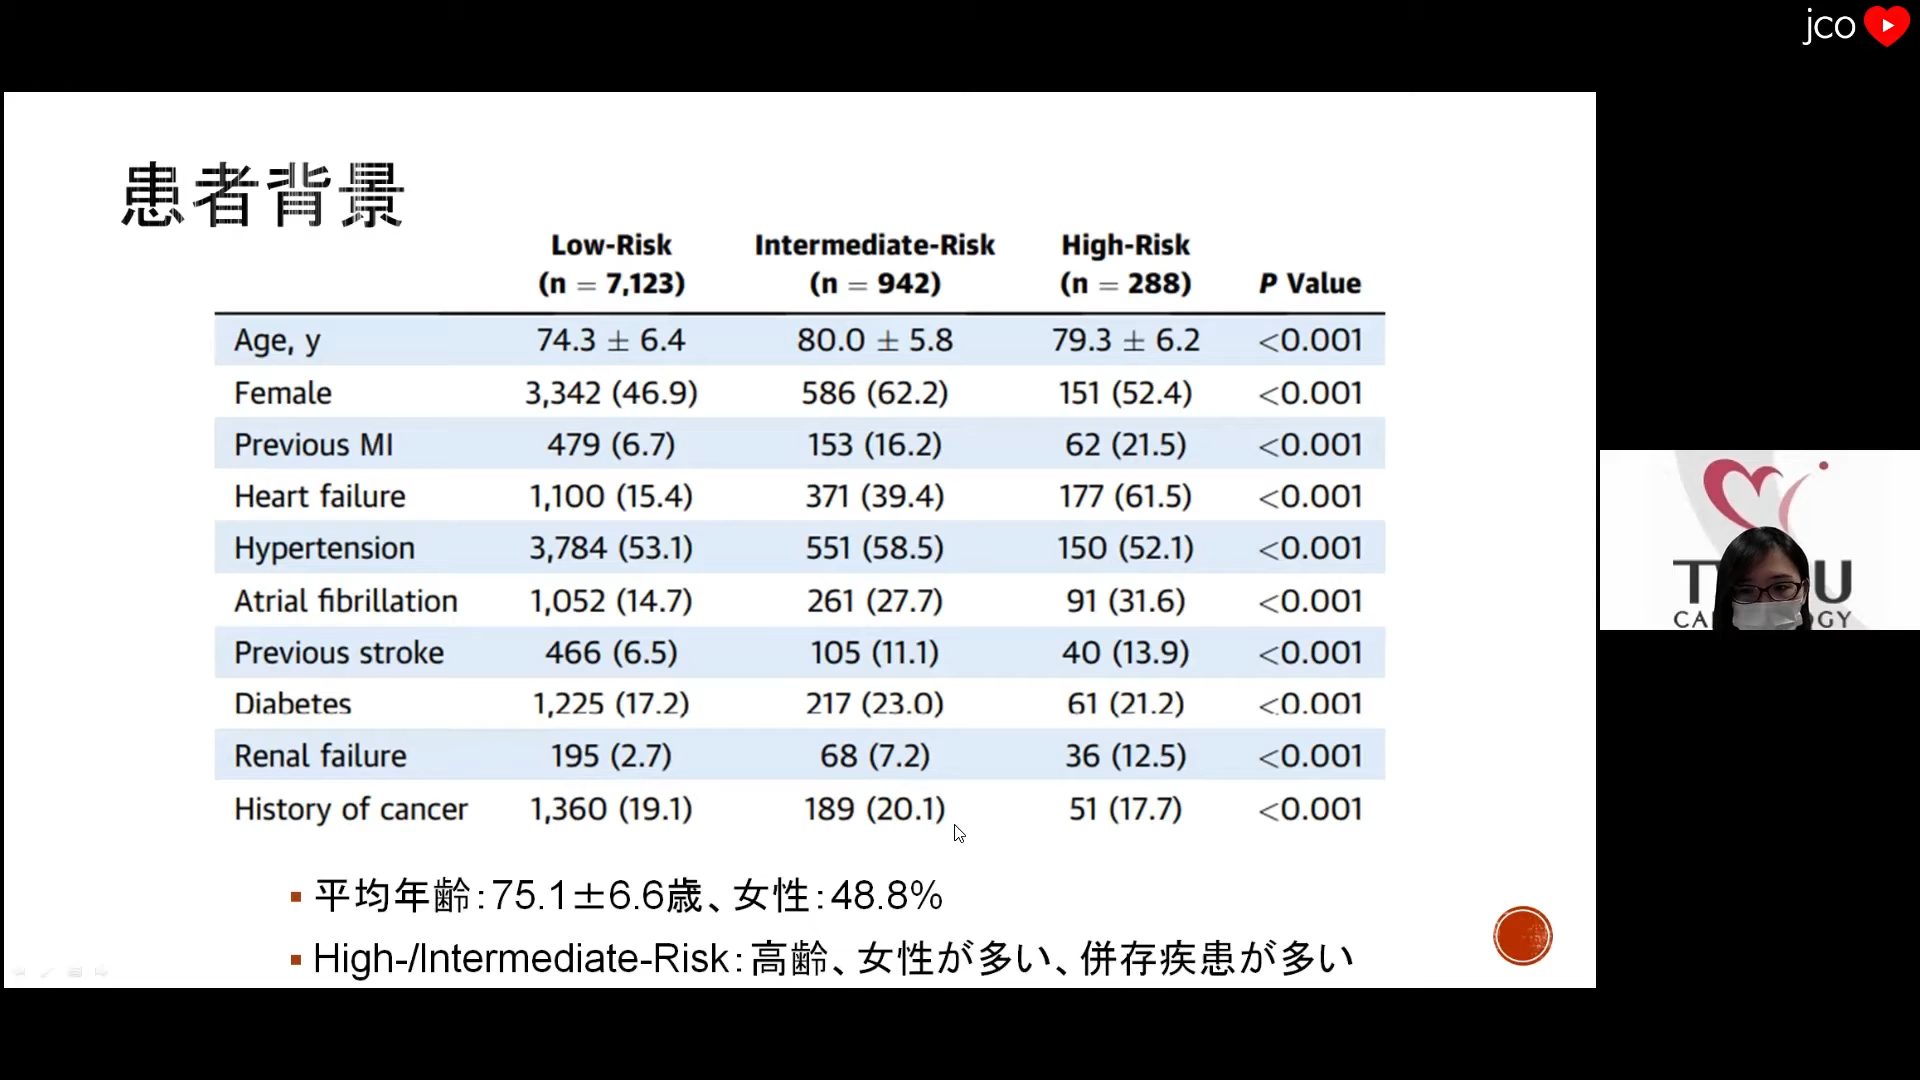 jco
患者背景
Low-Risk Intermediate-Risk High-Risk
(n = 7,123) (n = 942) (n = 288) P Value
Age, y 74.3 ± 6.4 80.0 ± 5.8 79.3 ± 6.2 <0.001
Female 3,342 (46.9) 586 (62.2) 151 (52.4) <0.001
Previous MI 479 (6.7) 153 (16.2) 62 (21.5) <0.001
Heart failure 1,100 (15.4) 371 (39.4) 177 (61.5) <0.001
Hypertension 3,784 (53.1) 551 (58.5) 150 (52.1) <0.001
Atrial fibrillation 1,052 (14.7) 261 (27.7) 91 (31.6) <0.001
Previous stroke 466 (6.5) 105 (11.1) 40 (13.9) <0.001
Diabetes 1,225 (17.2) 217 (23.0) 61 (21.2) <0.001
Renal failure 195 (2.7) 68 (7.2) 36 (12.5) <0.001
History of cancer 1,360 (19.1) 189 (20.1) 51 (17.7) <0.001
▪ 平均年齢：75.1±6.6歳、女性：48.8%
▪ High-/Intermediate-Risk：高齢、女性が多い、併存疾患が多い